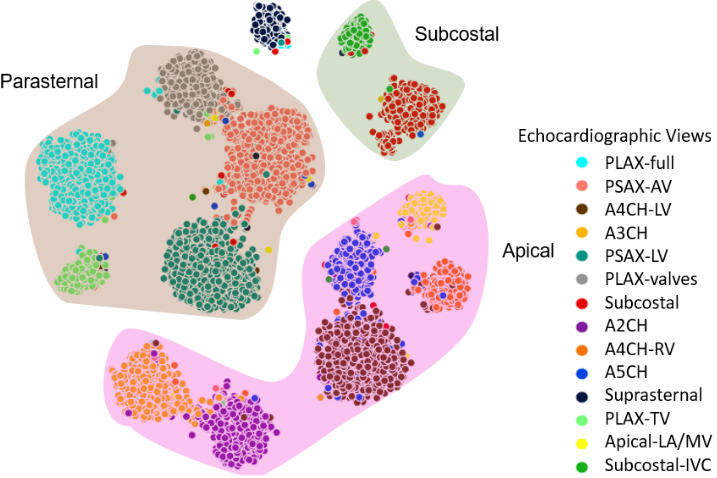 Subcostal
Parasternal
Echocardiographic Views
PLAX-full
PSAX-AV
A4CH-LV
A3CH
PSAX-LV
PLAX-valves
Subcostal
A2CH
A4CH-RV
A5CH
Suprasternal
PLAX-TV
Apical-LA/MV
Subcostal-IVC
Apical